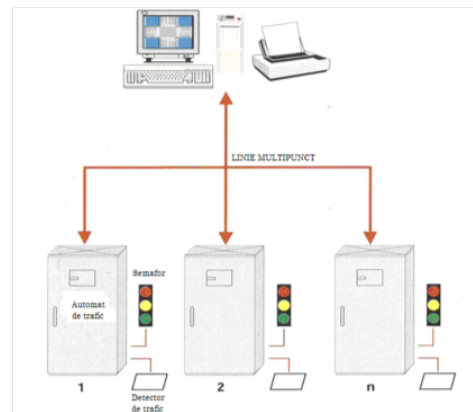 LINIE MULTIPUNCT
Semafor
Automat
de trafic
1
2
n
Detector
de trafic